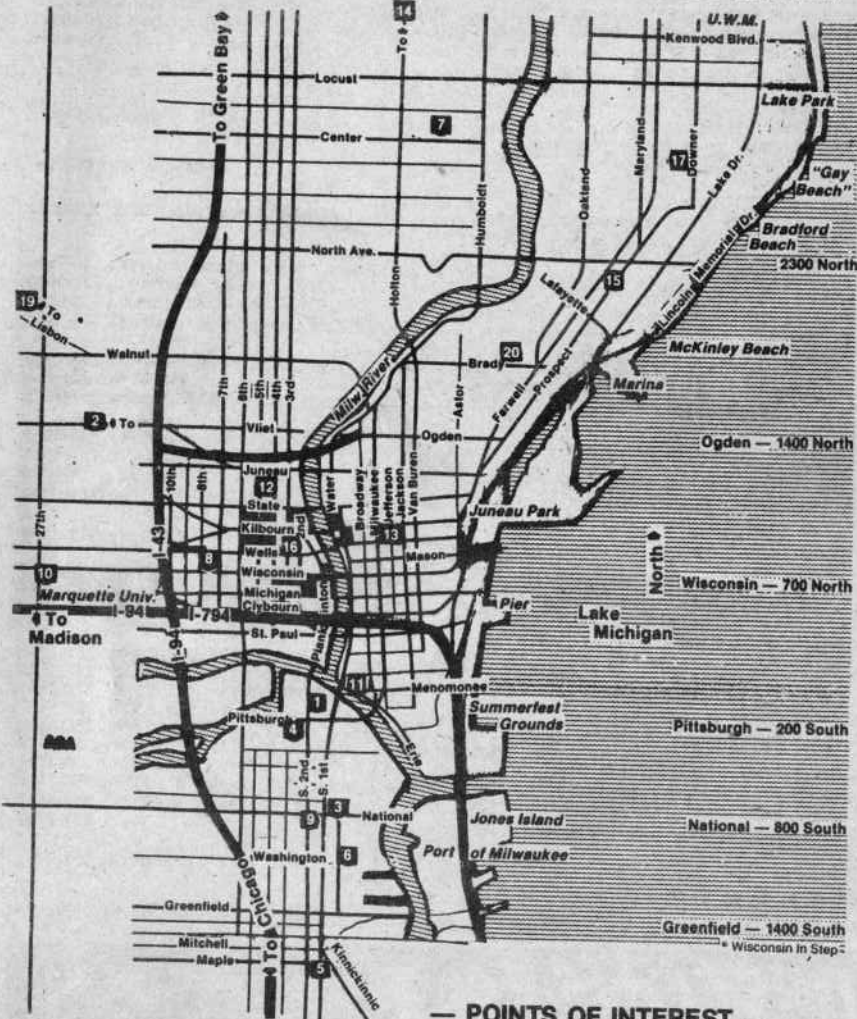 14
To
U.W.M.
Kenwood Blvd.
To Green Bay
Locust
Lake Park
7
Center
Maryland
17
Downer
Oakland
Lake Dr.
"Gay
Beach"
Humboldt
Bradford
Beach
North Ave.
2300 North
Holton
Lafayette
15
Lincoln Memorial Dr.
19 To
Lisbon
Walnut
20
Brady
McKinley Beach
Marina
7th
6th
5th
4th
3rd
Milw. River
Astor
Farwell
Prospect
2 To
Vliet
Ogden
Ogden — 1400 North
Juneau
10th
8th
12
State
Water
Broadway
Milwaukee
Jefferson
Jackson
Van Buren
Juneau Park
Kilbourn
2nd
13
27th
I-43
Wells
16
Mason
8
Wisconsin
North
10
Marquette Univ.
Michigan
Wisconsin — 700 North
I-94
I-794
Clybourn
Pier
Lake
Michigan
To
Madison
St. Paul
Plankinton
I-94
11
Menomonee
1
Summerfest
Grounds
Pittsburgh
4
Pittsburgh — 200 South
Erie
S. 2nd
S. 1st
3
9
National
Jones Island
National — 800 South
Washington
6
Port
of Milwaukee
To Chicago
Greenfield
Greenfield — 1400 South
Mitchell
Wisconsin In Step
Maple
5
Kinnickinnic
— POINTS OF INTEREST